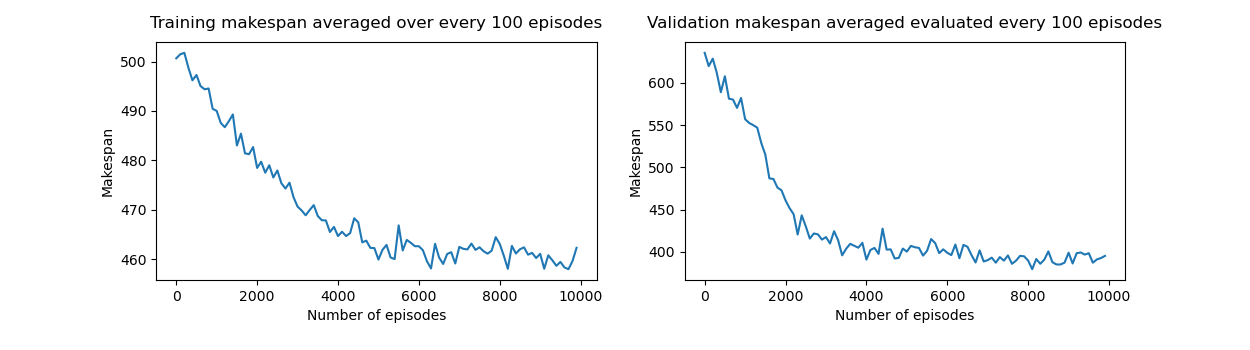 Training makespan averaged over every 100 episodes
Makespan
500
490
480
470
460
0 2000 4000 6000 8000 10000
Number of episodes
Validation makespan averaged evaluated every 100 episodes
Makespan
600
550
500
450
400
0 2000 4000 6000 8000 10000
Number of episodes